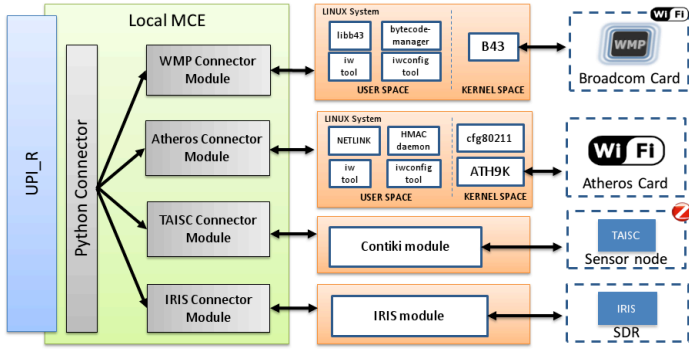 UPI_R
Local MCE
Python Connector
WMP Connector
Module
Atheros Connector
Module
TAISC Connector
Module
IRIS Connector
Module
LINUX System
libb43
bytecode-
manager
iw
tool
iwconfig
tool
USER SPACE
B43
KERNEL SPACE
Wi Fi
WMP
Broadcom Card
LINUX System
NETLINK
HMAC
daemon
iw
tool
iwconfig
tool
USER SPACE
cfg80211
ATH9K
KERNEL SPACE
Wi Fi
Atheros Card
Contiki module
TAISC
Sensor node
IRIS module
IRIS
SDR